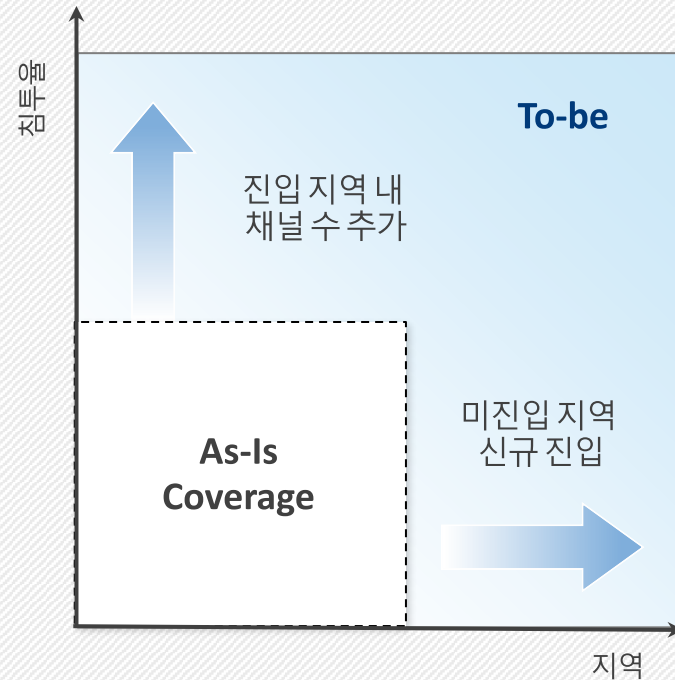 침투율
To-be
진입 지역 내
채널 수 추가
미진입 지역
신규 진입
As-Is
Coverage
지역